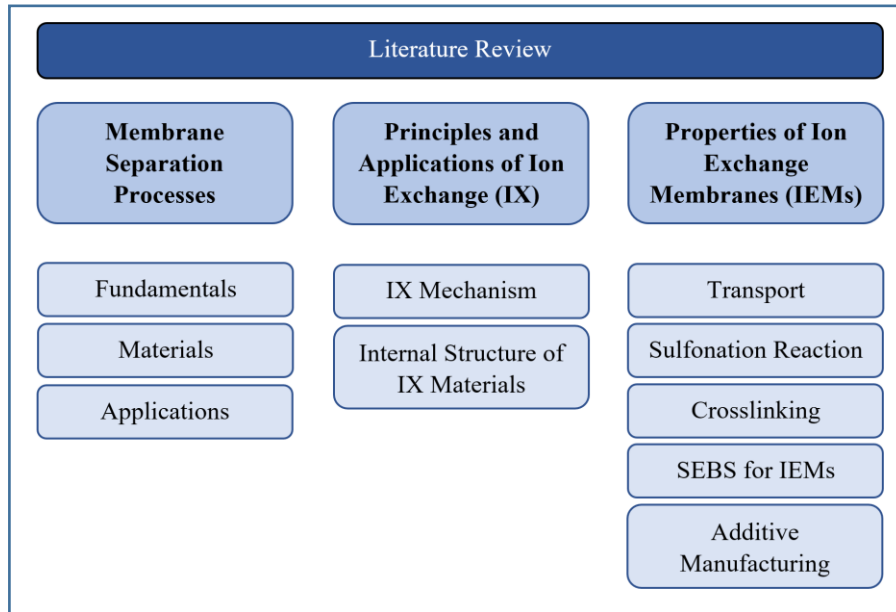 Literature Review
Membrane
Separation
Processes
Fundamentals
Materials
Applications
Principles and
Applications of Ion
Exchange (IX)
IX Mechanism
Internal Structure of
IX Materials
Properties of Ion
Exchange
Membranes (IEMs)
Transport
Sulfonation Reaction
Crosslinking
SEBS for IEMs
Additive
Manufacturing